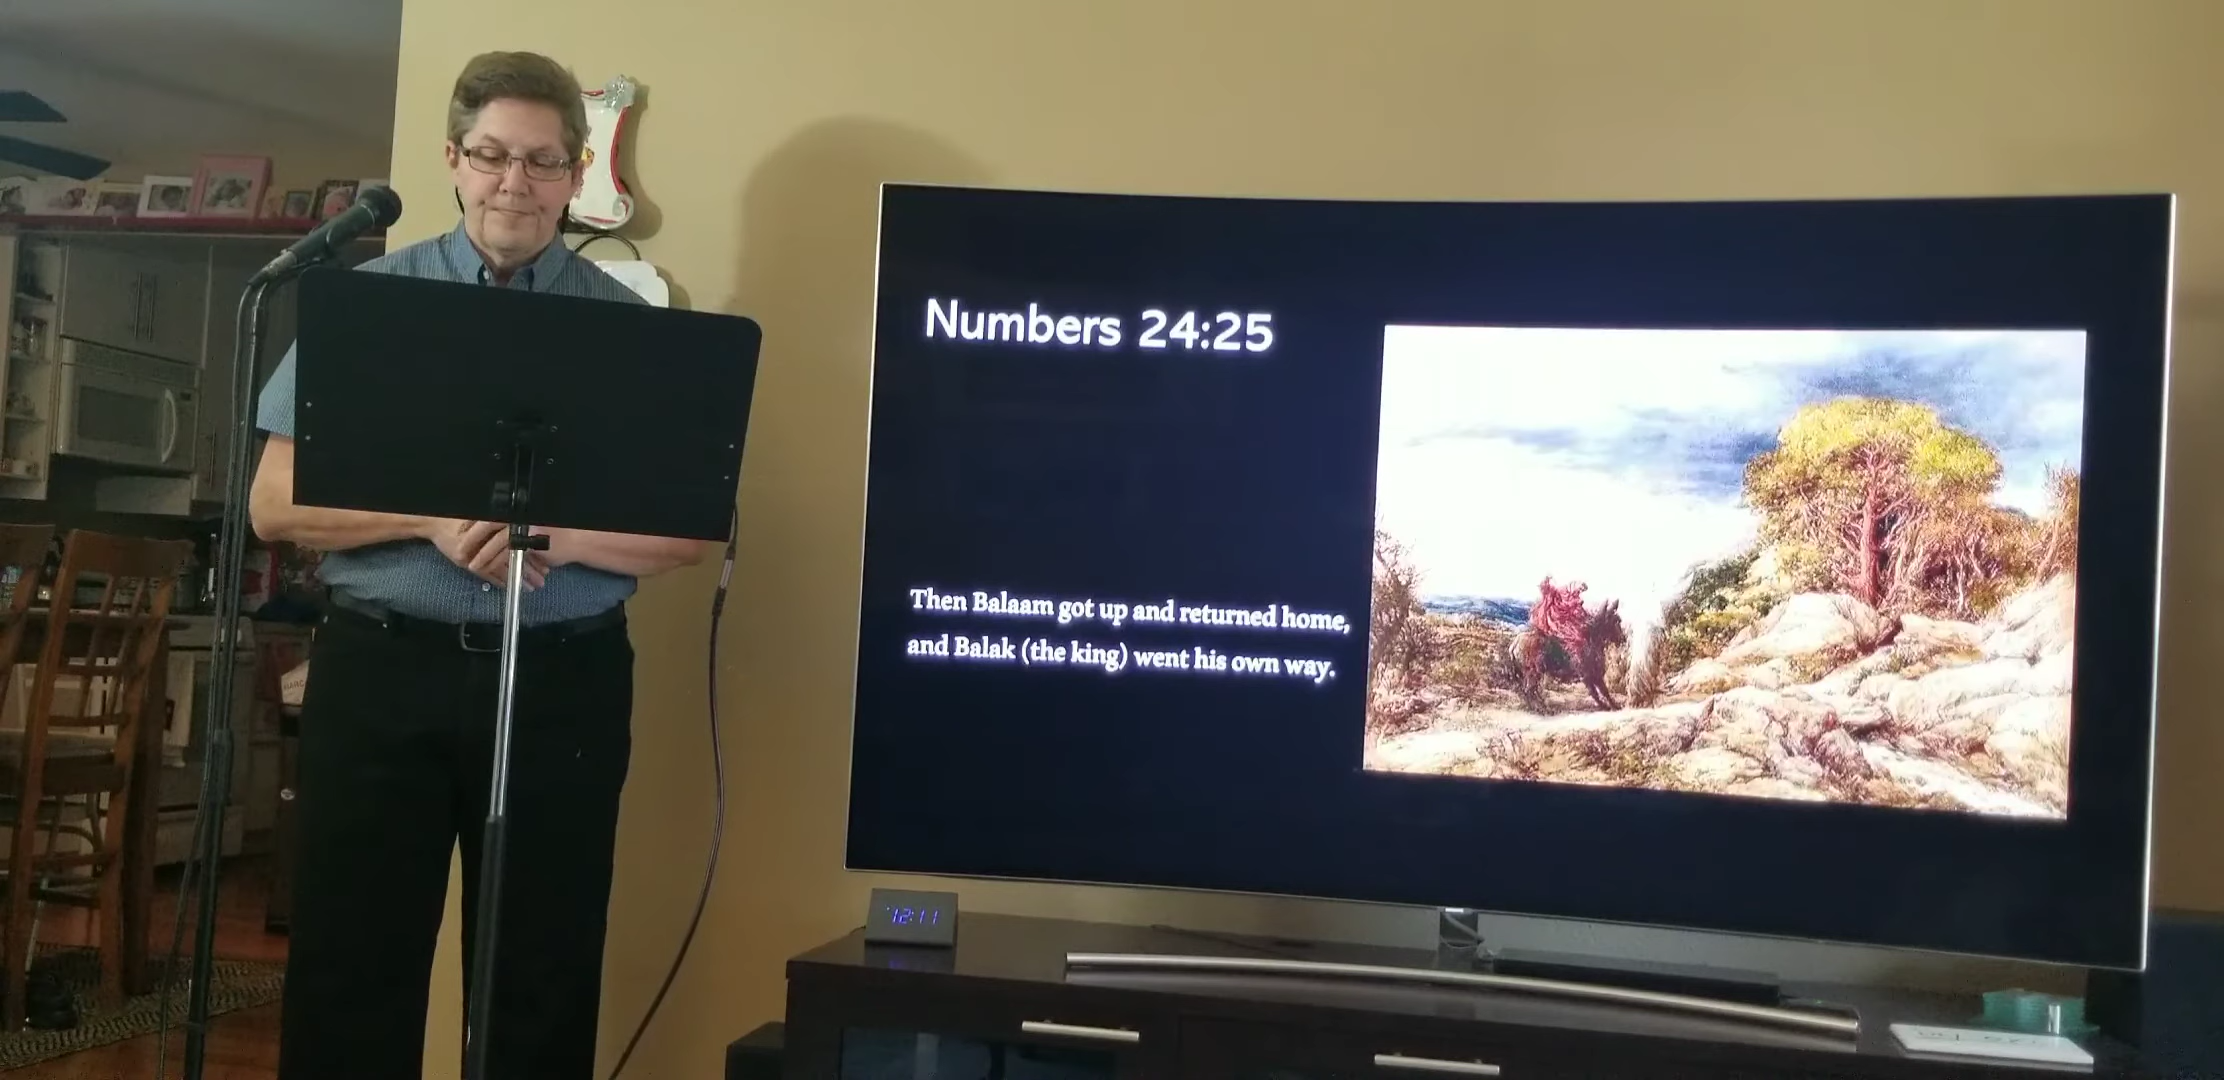 Numbers 24:25
Then Balaam got up and returned home,
and Balak (the king) went his own way.
12:11